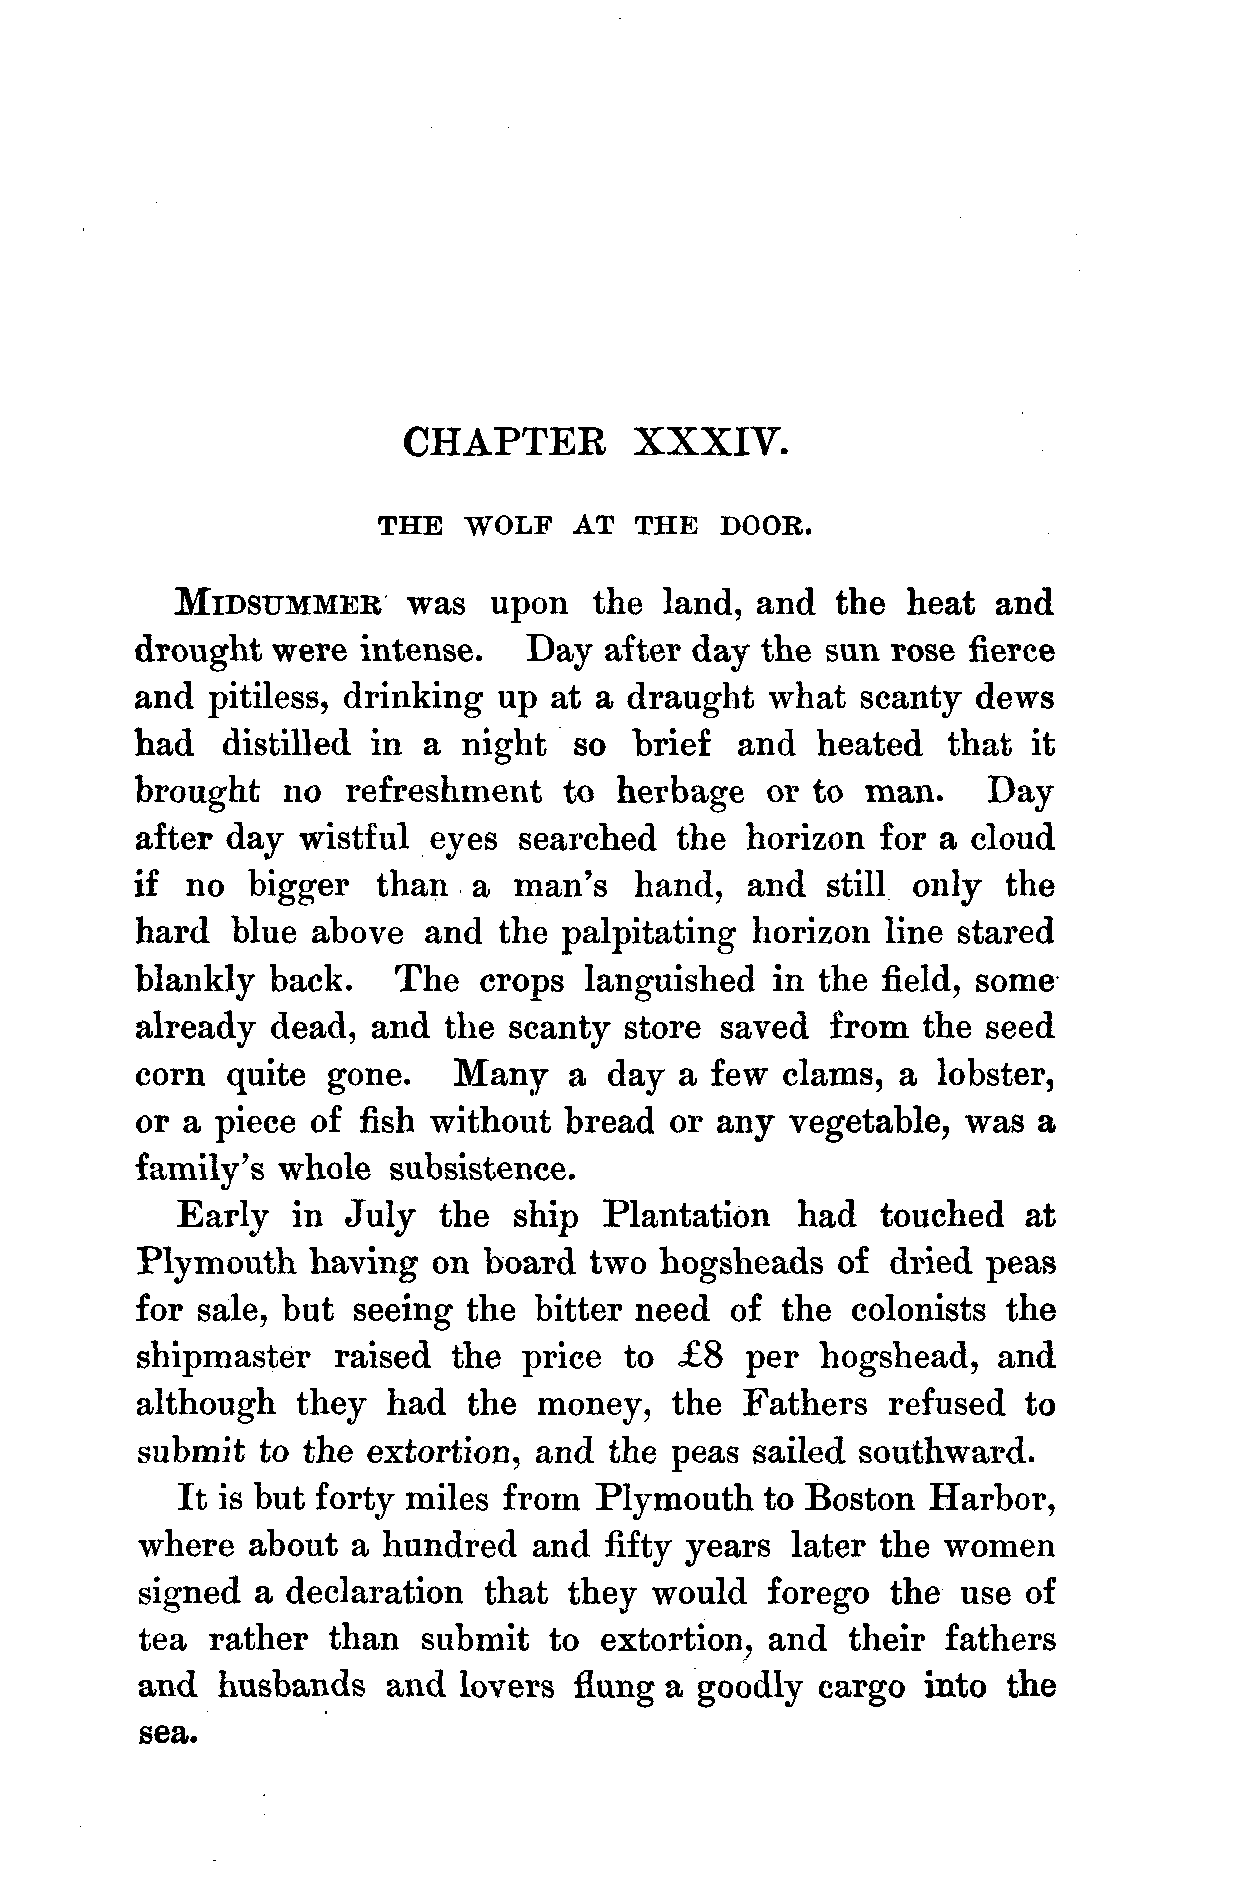 CHAPTER XXXIV.
THE WOLF AT THE DOOR.
MIDSUMMER was upon the land, and the heat and
drought were intense. Day after day the sun rose fierce
and pitiless, drinking up at a draught what scanty dews
had distilled in a night so brief and heated that it
brought no refreshment to herbage or to man. Day
after day wistful eyes searched the horizon for a cloud
if no bigger than a man's hand, and still only the
hard blue above and the palpitating horizon line stared
blankly back. The crops languished in the field, some
already dead, and the scanty store saved from the seed
corn quite gone. Many a day a few clams, a lobster,
or a piece of fish without bread or any vegetable, was a
family's whole subsistence.
Early in July the ship Plantation had touched at
Plymouth having on board two hogsheads of dried peas
for sale, but seeing the bitter need of the colonists the
shipmaster raised the price to £8 per hogshead, and
although they had the money, the Fathers refused to
submit to the extortion, and the peas sailed southward.
It is but forty miles from Plymouth to Boston Harbor,
where about a hundred and fifty years later the women
signed a declaration that they would forego the use of
tea rather than submit to extortion, and their fathers
and husbands and lovers flung a goodly cargo into the
sea.